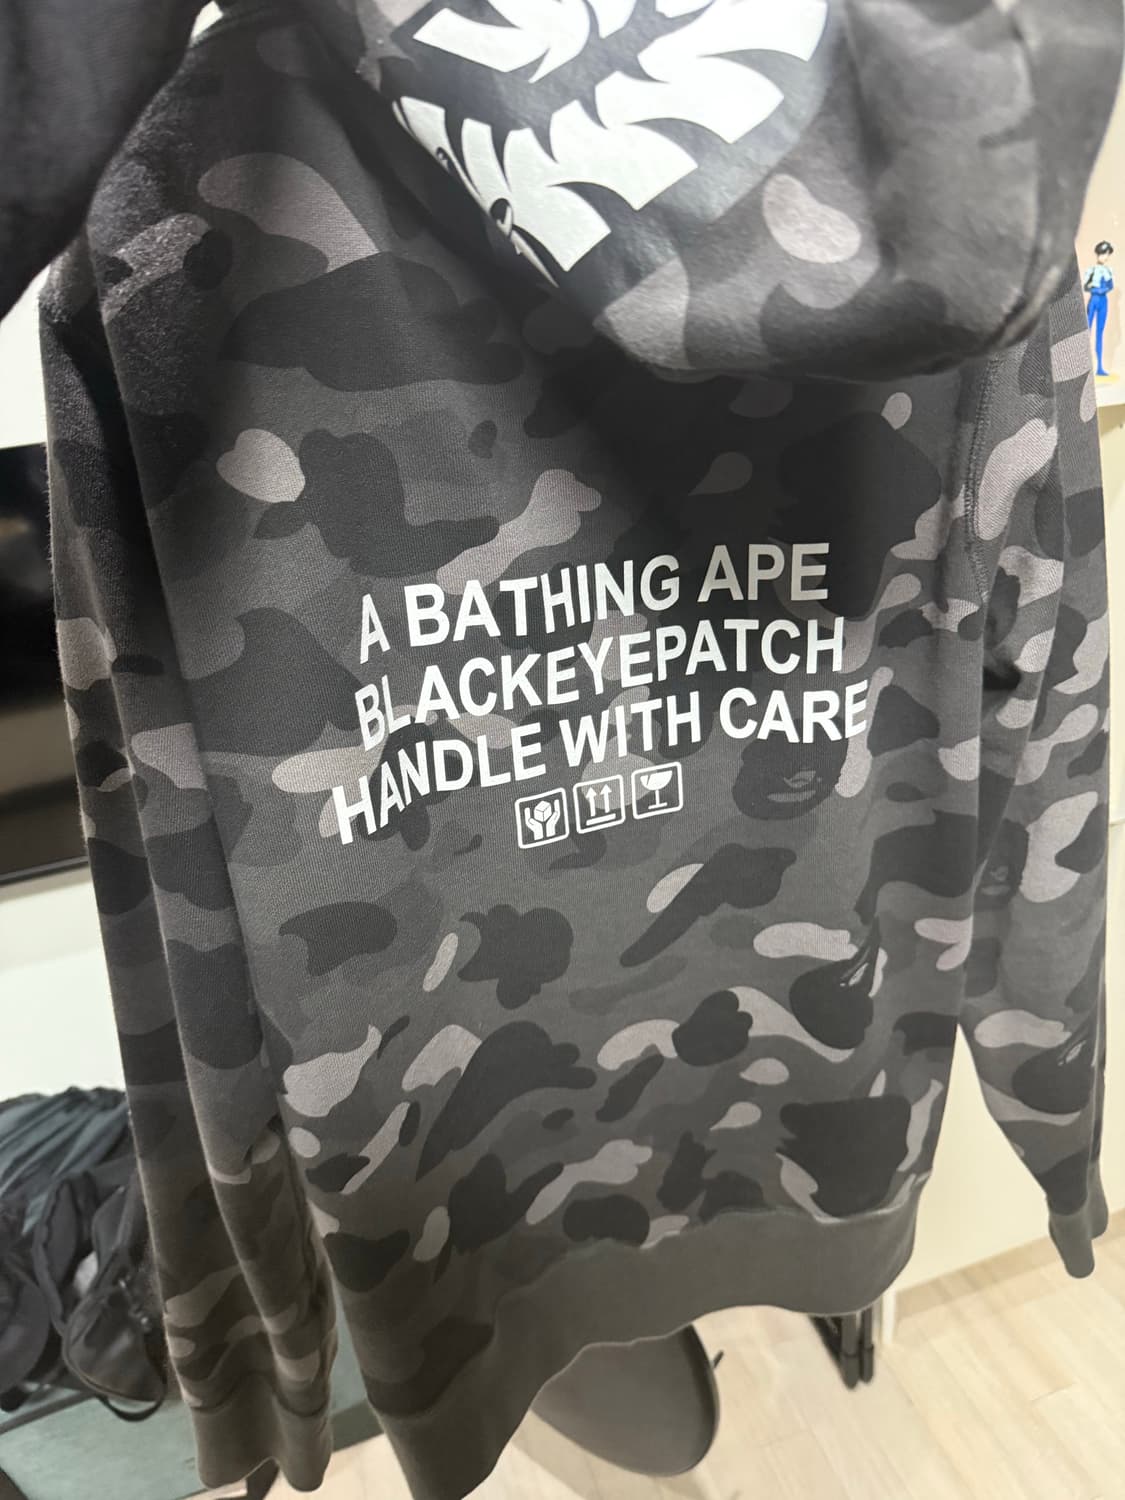 A BATHING APE
BLACKEYEPATCH
HANDLE WITH CARE